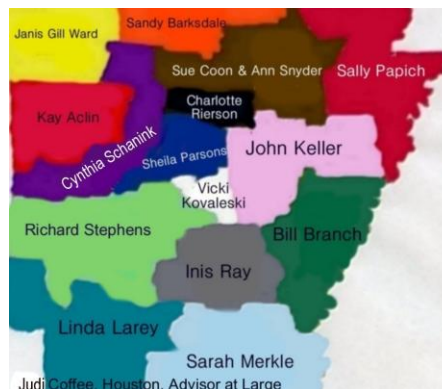 Sandy Barksdale
Janis Gill Ward
Sue Coon & Ann Snyder
Sally Papich
Charlotte
Rierson
Kay Aclin
Cynthia Schanink
Sheila Parsons
John Keller
Vicki
Kovaleski
Richard Stephens
Bill Branch
Inis Ray
Linda Larey
Sarah Merkle
Judi Coffee, Houston, Advisor at Large